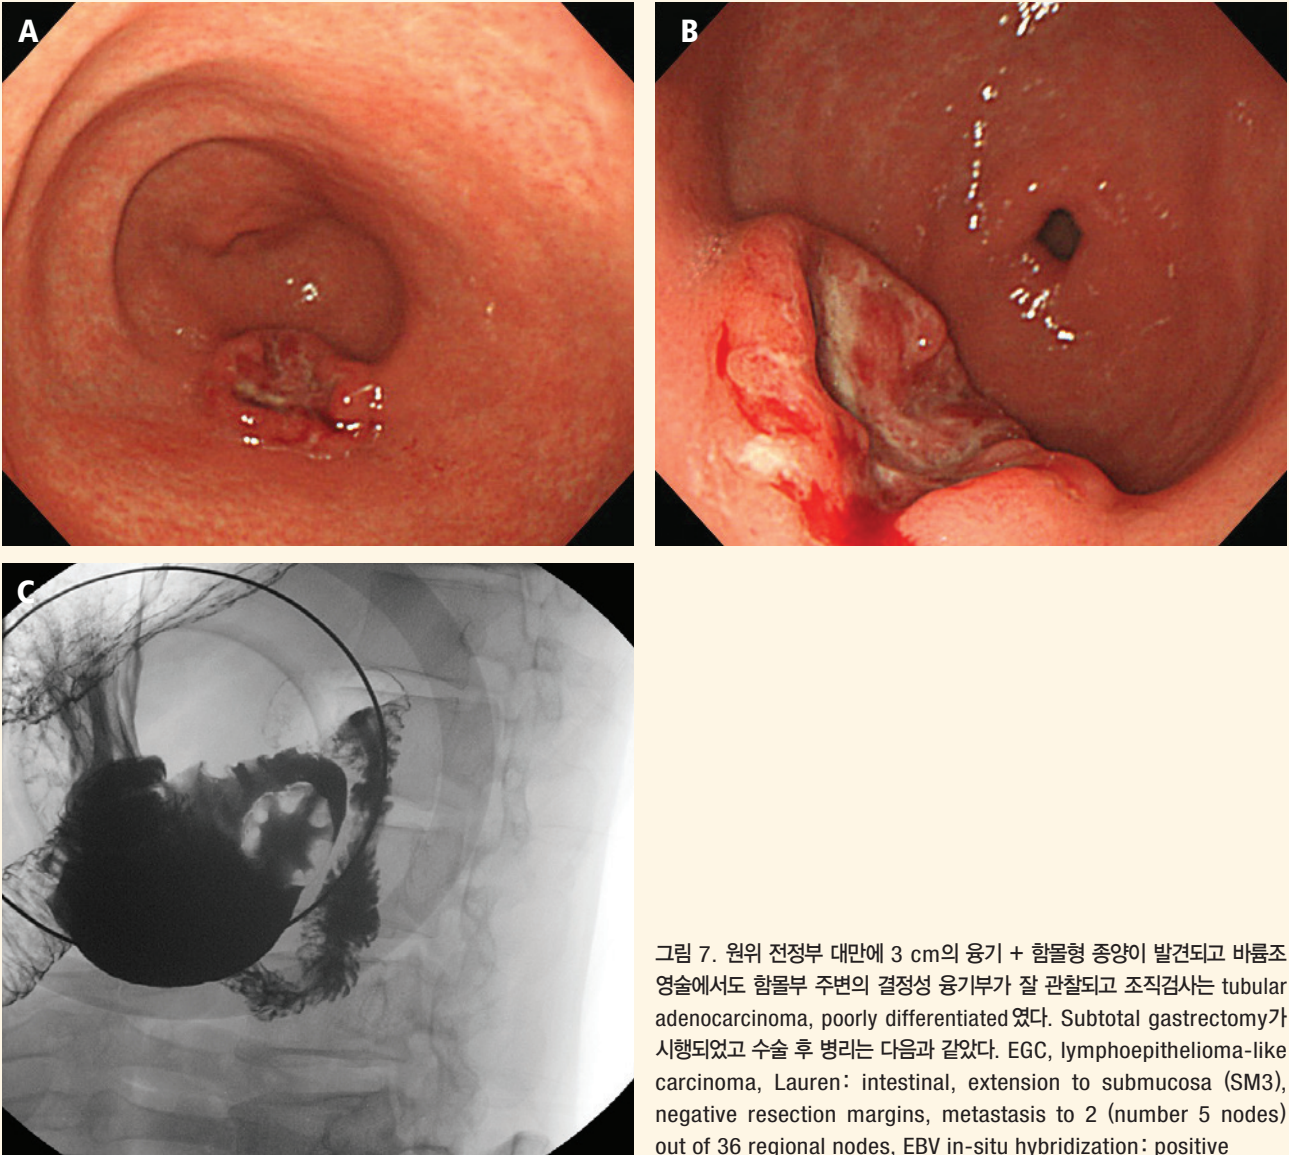 A
B
C
그림 7. 원위 전정부 대만에 3 cm의 융기 + 함몰형 종양이 발견되고 바륨조
영술에서도 함몰부 주변의 결정성 융기부가 잘 관찰되고 조직검사는 tubular
adenocarcinoma, poorly differentiated였다. Subtotal gastrectomy가
시행되었고 수술 후 병리는 다음과 같았다. EGC, lymphoepithelioma-like
carcinoma, Lauren: intestinal, extension to submucosa (SM3),
negative resection margins, metastasis to 2 (number 5 nodes)
out of 36 regional nodes, EBV in-situ hybridization: positive